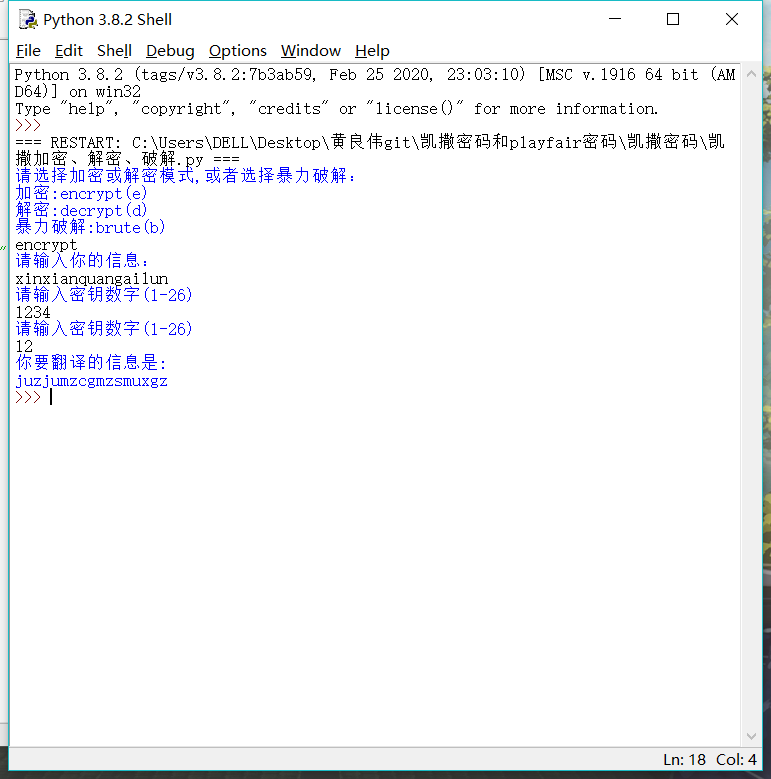 Python 3.8.2 Shell
File Edit Shell Debug Options Window Help
Python 3.8.2 (tags/v3.8.2:7b3ab59, Feb 25 2020, 23:03:10) [MSC v.1916 64 bit (AM
D64)] on win32
Type "help", "copyright", "credits" or "license()" for more information.
>>>
=== RESTART: C:\Users\DELL\Desktop\黄良伟git\凯撒密码和playfair密码\凯撒密码\凯
撒加密、解密、破解.py ===
请选择加密或解密模式,或者选择暴力破解:
加密:encrypt(e)
解密:decrypt(d)
暴力破解:brute(b)
encrypt
请输入你的信息:
xinxianquangailun
请输入密钥数字(1-26)
1234
请输入密钥数字(1-26)
12
你要翻译的信息是:
juzjumzcgmzsmuxgz
>>>
Ln: 18 Col: 4